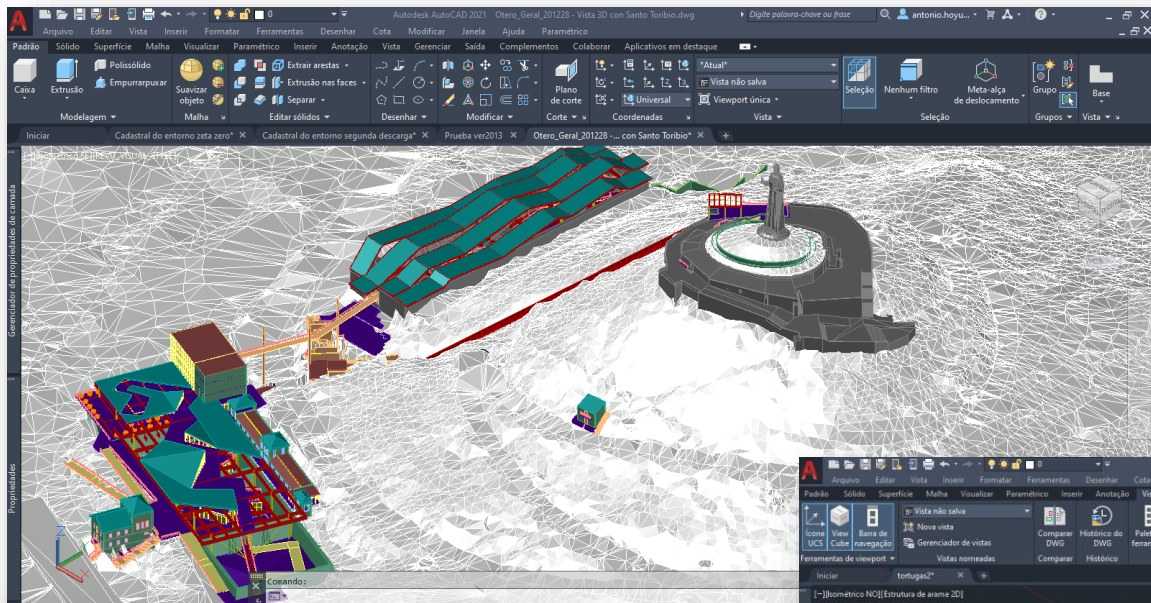 Autodesk AutoCAD 2021 Otero_Geral_201228 - Vista 3D con Santo Toribio.dwg
Digite palavra-chave ou frase
antonio.hoyu...
0
Arquivo Editar Vista Inserir Formatar Ferramentas Desenhar Cota Modificar Janela Ajuda Paramétrico
Padrão Sólido Superfície Malha Visualizar Paramétrico Inserir Anotação Vista Gerenciar Saída Complementos Colaborar Aplicativos em destaque
Polissólido
Empurrarpuxar
Extrair arestas
Extrusão nas faces
Separar
*Atual*
Vista não salva
Universal
Viewport única
Caixa Extrusão
Suavizar objeto
Plano de corte
Seleção
Nenhum filtro
Meta-alça de deslocamento
Grupo
Base
Modelagem Malha Editar sólidos Desenhar Modificar Corte Coordenadas Vista Seleção Grupos Vista
Iniciar Cadastral do entorno zeta zero* Cadastral do entorno segunda descarga* Prueba ver2013 Otero_Geral_201228 -... con Santo Toribio*
Gerenciador de propriedades de camada
Propriedades
Comando:
0
Arquivo Editar Vista Inserir Formatar Ferramentas Desenhar Cota
Padrão Sólido Superfície Malha Visualizar Paramétrico Inserir Anotação
Ícone UCS
View Cube
Barra de navegação
Vista não salva
Nova vista
Gerenciador de vistas
Comparar DWG
Histórico do DWG
Ferramentas de viewport Vistas nomeadas Comparar Histórico
Iniciar tortugas2*
[−][Isométrico NO][Estrutura de arame 2D]